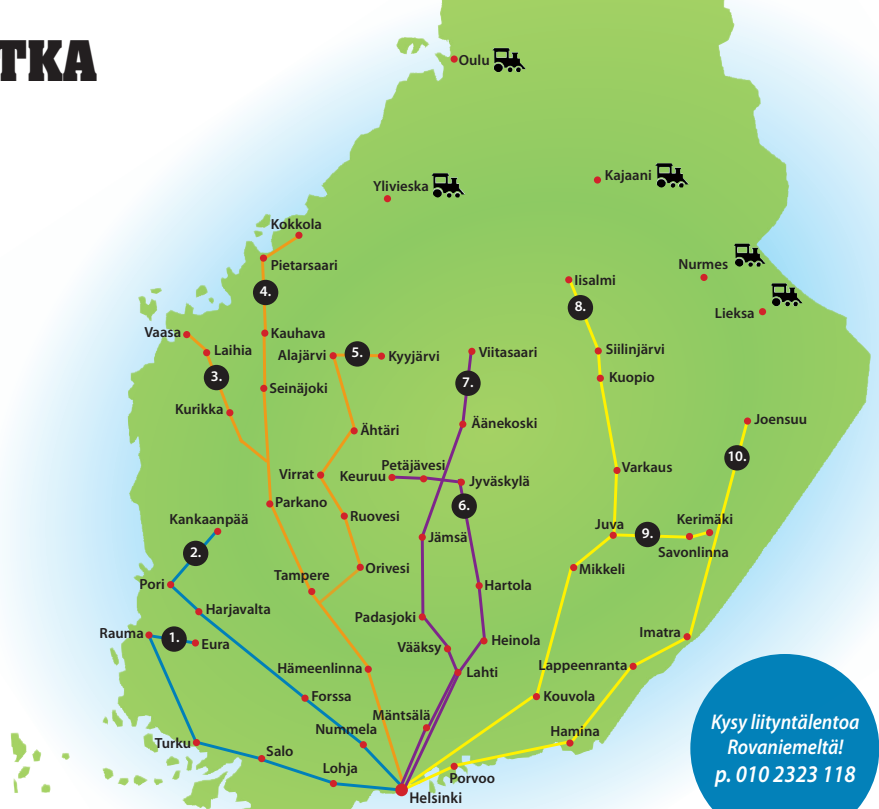 TKA
Oulu
Kajaani
Ylivieska
Kokkola
Pietarsaari
Nurmes
Iisalmi
4.
8.
Lieksa
Vaasa
Kauhava
Laihia
Alajärvi
5.
Kyyjärvi
Viitasaari
Siilinjärvi
3.
7.
Kuopio
Seinäjoki
Kurikka
Ähtäri
Äänekoski
Joensuu
10.
Virrat
Keuruu
Petäjävesi
Jyväskylä
Varkaus
Parkano
6.
Kankaanpää
Ruovesi
Juva
9.
Kerimäki
2.
Jämsä
Savonlinna
Tampere
Orivesi
Mikkeli
Pori
Hartola
Harjavalta
Padasjoki
Rauma
1.
Eura
Vääksy
Heinola
Imatra
Hämeenlinna
Lahti
Lappeenranta
Forssa
Kouvola
Mäntsälä
Nummela
Hamina
Turku
Salo
Lohja
Porvoo
Helsinki
Kysy liityntälentoa
Rovaniemeltä!
p. 010 2323 118